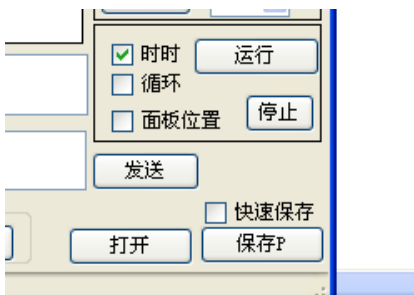 时时 运行
循环
面板位置 停止
发送
快速保存
打开 保存P